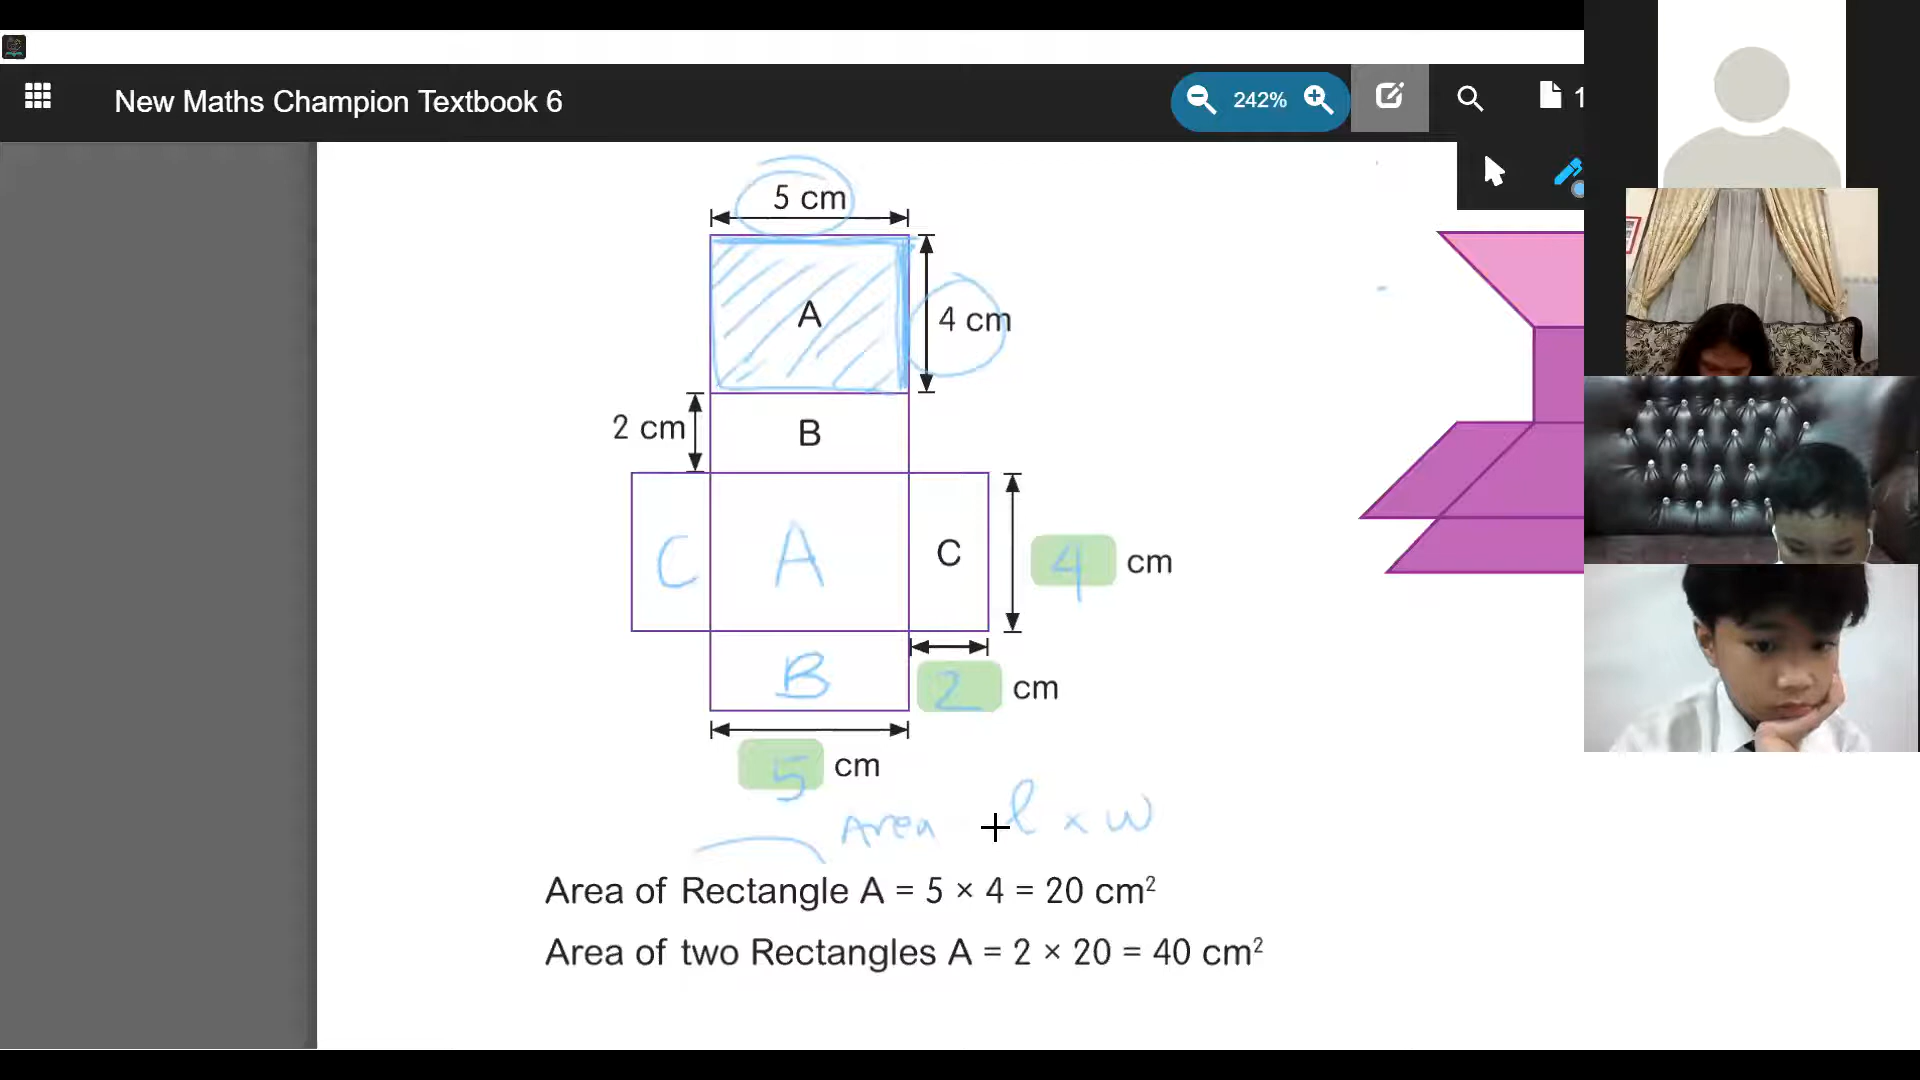 New Maths Champion Textbook 6
242%
1
5 cm
A
4 cm
2 cm
B
C A C 4 cm
B 2 cm
5 cm
Area l × w
Area of Rectangle A = 5 × 4 = 20 cm²
Area of two Rectangles A = 2 × 20 = 40 cm²